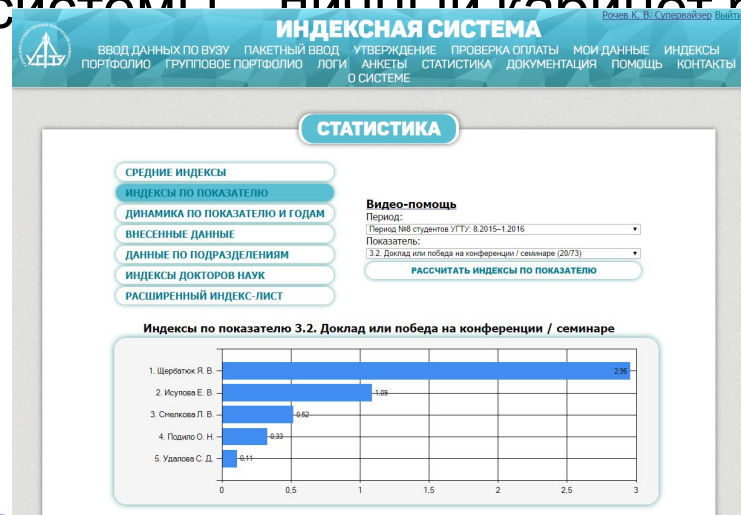 системы – личный кабинет
Рочев К. В. Супервайзер Выйти
ИНДЕКСНАЯ СИСТЕМА
ВВОД ДАННЫХ ПО ВУЗУ ПАКЕТНЫЙ ВВОД УТВЕРЖДЕНИЕ ПРОВЕРКА ОПЛАТЫ МОИ ДАННЫЕ ИНДЕКСЫ
ПОРТФОЛИО ГРУППОВОЕ ПОРТФОЛИО ЛОГИ АНКЕТЫ СТАТИСТИКА ДОКУМЕНТАЦИЯ ПОМОЩЬ КОНТАКТЫ
О СИСТЕМЕ
СТАТИСТИКА
СРЕДНИЕ ИНДЕКСЫ
ИНДЕКСЫ ПО ПОКАЗАТЕЛЮ
ДИНАМИКА ПО ПОКАЗАТЕЛЮ И ГОДАМ
ВНЕСЕННЫЕ ДАННЫЕ
ДАННЫЕ ПО ПОДРАЗДЕЛЕНИЯМ
ИНДЕКСЫ ДОКТОРОВ НАУК
РАСШИРЕННЫЙ ИНДЕКС-ЛИСТ
Видео-помощь
Период:
Период №8 студентов УГТУ: 8.2015–1.2016
Показатель:
3.2. Доклад или победа на конференции / семинаре (20/73)
РАССЧИТАТЬ ИНДЕКСЫ ПО ПОКАЗАТЕЛЮ
Индексы по показателю 3.2. Доклад или победа на конференции / семинаре
1. Щербатюк Я. В. 2,96
2. Исупова Е. В. 1,09
3. Смелкова Л. В. 0,52
4. Подило О. Н. 0,33
5. Удалова С. Д. 0,11
0 0,5 1 1,5 2 2,5 3